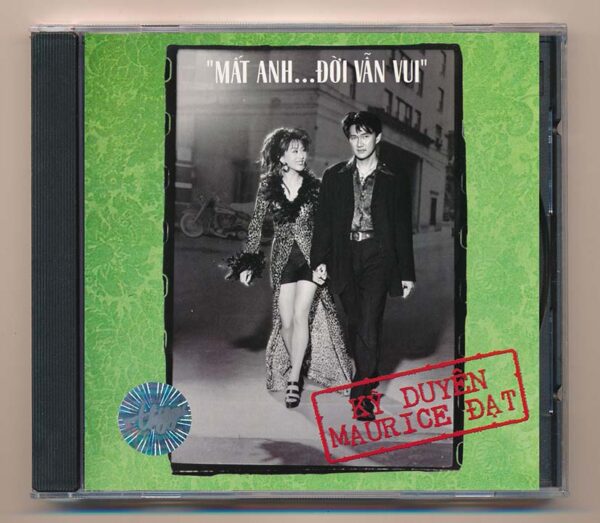 "MẤT ANH...ĐỜI VẪN VUI"
KỲ DUYÊN
MAURICE ĐẠT